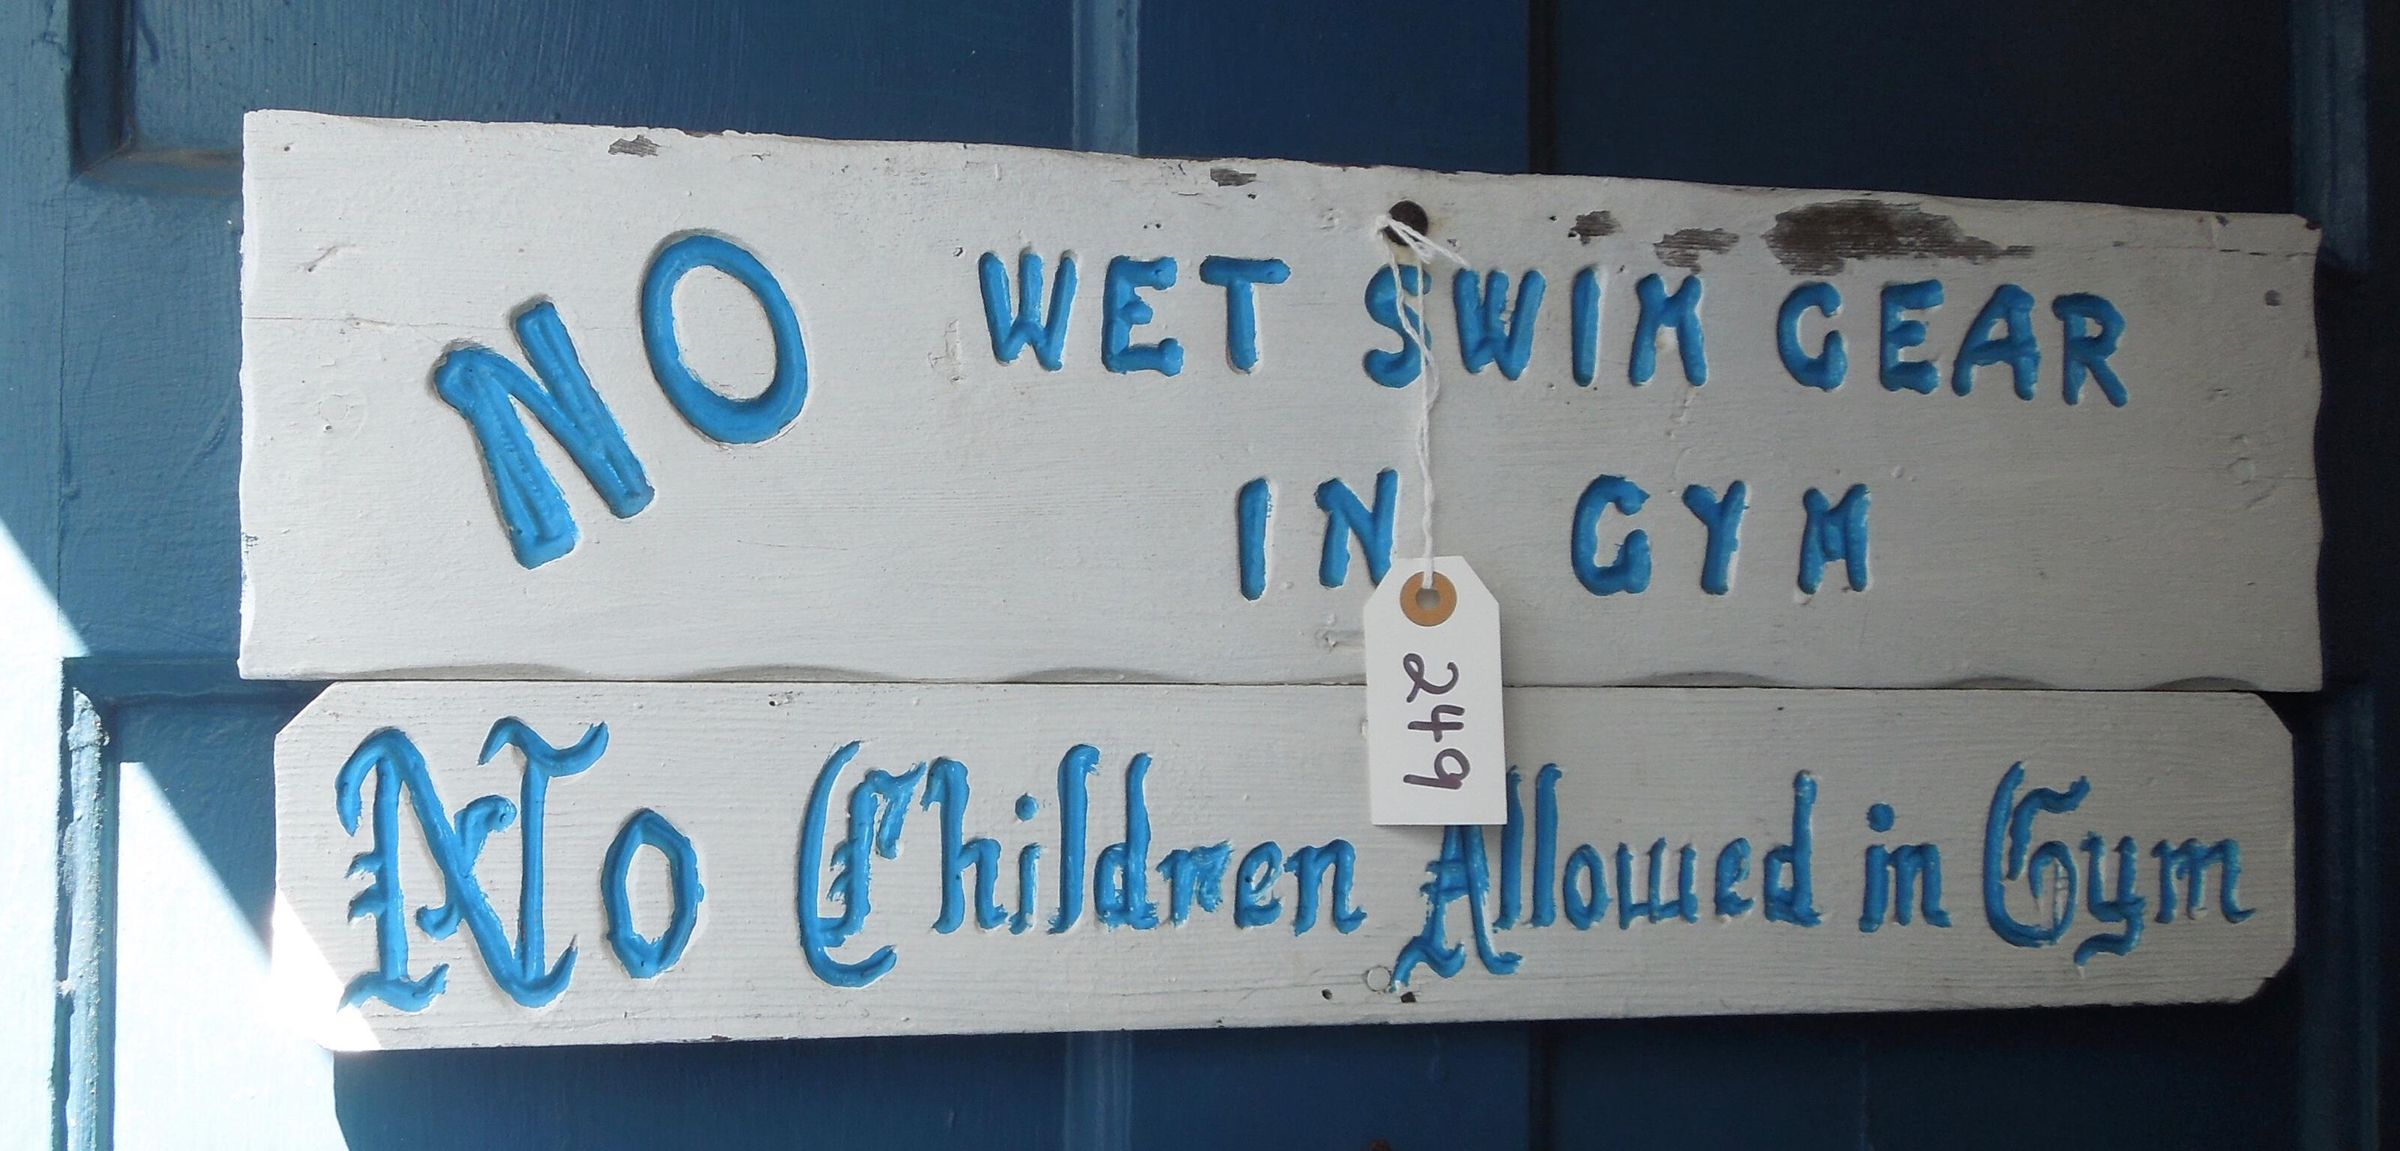 NO WET SWIM GEAR
IN GYM
249
No Children Allowed in Gym